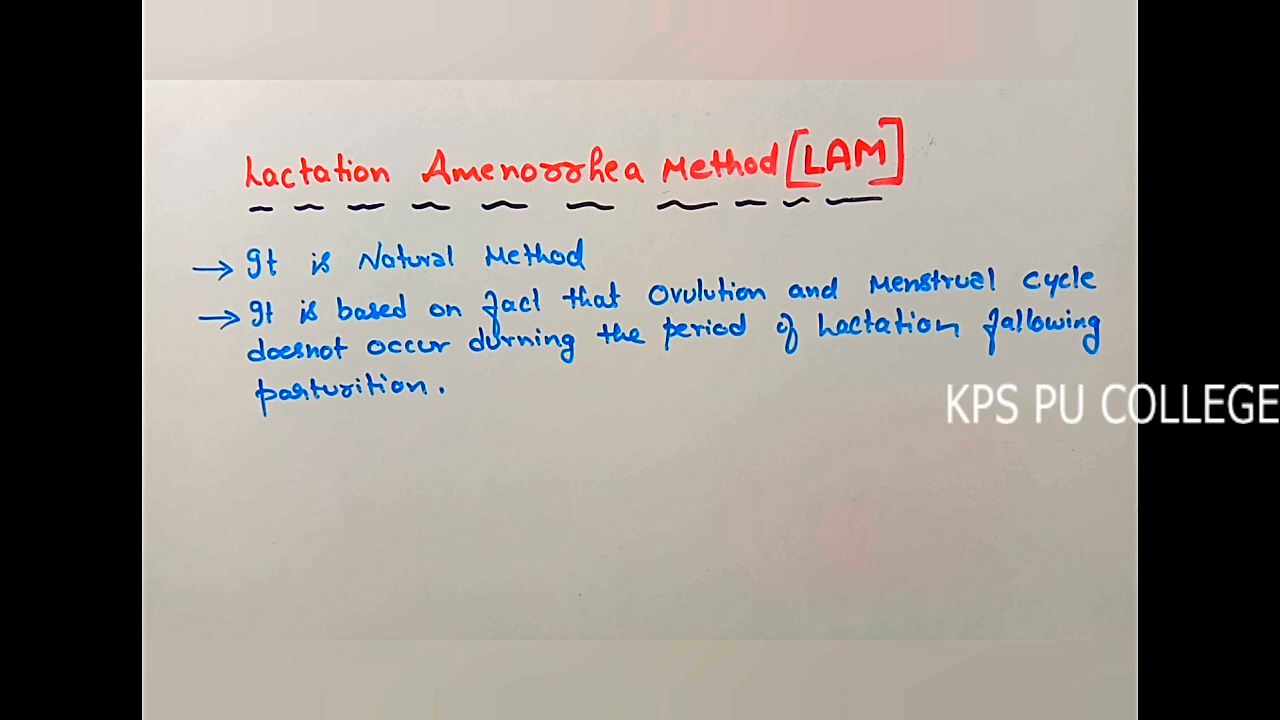 Lactation Amenorrhea Method [LAM]
→ It is Natural Method
→ It is based on fact that Ovulution and Menstrual cycle
doesnot occur durning the period of Lactation fallowing
parturition.
KPS PU COLLEGE